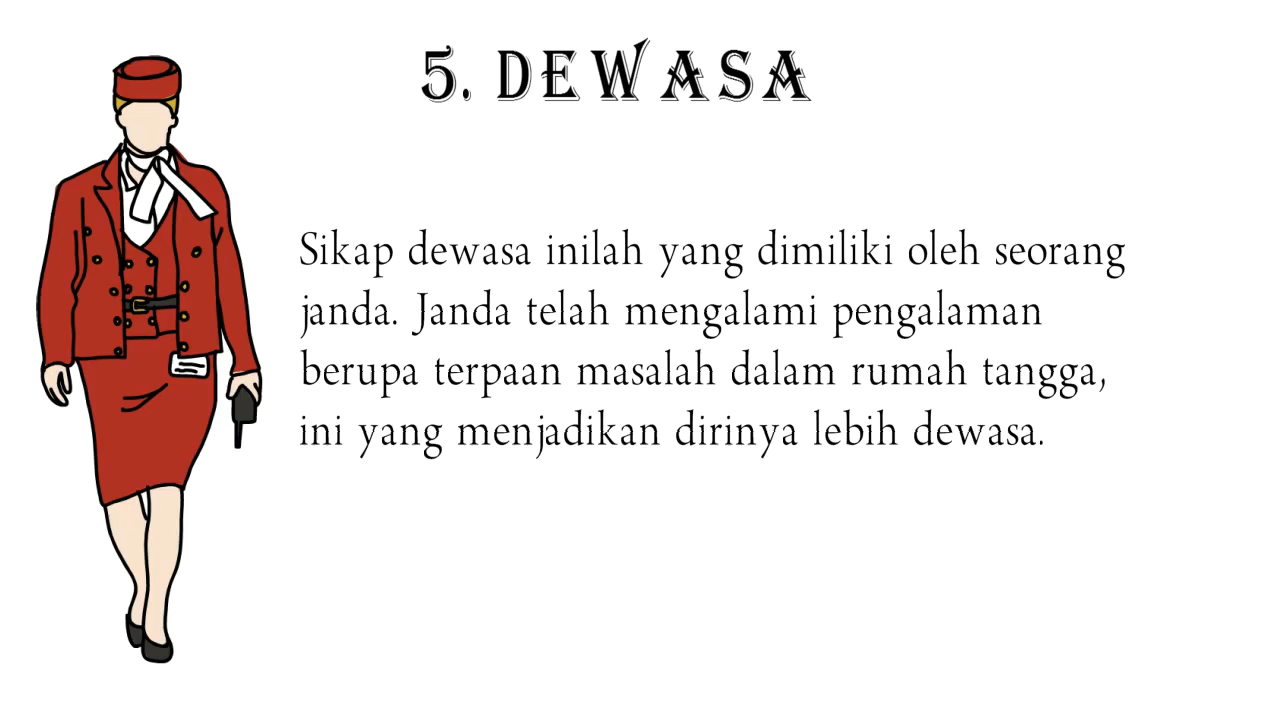 5. DEWASA
Sikap dewasa inilah yang dimiliki oleh seorang
janda. Janda telah mengalami pengalaman
berupa terpaan masalah dalam rumah tangga,
ini yang menjadikan dirinya lebih dewasa.